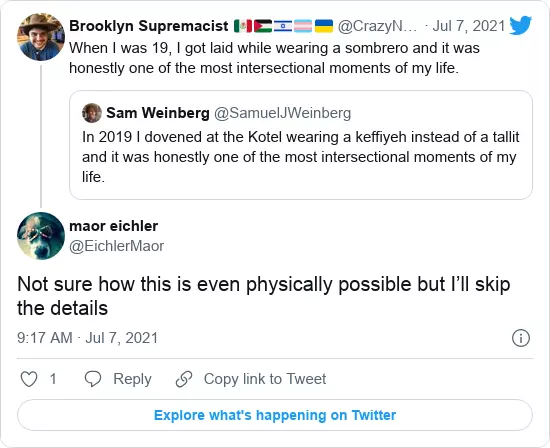 Brooklyn Supremacist 🇲🇽🇵🇸🇮🇱🏳️‍⚧️🇺🇦 @CrazyN… · Jul 7, 2021
When I was 19, I got laid while wearing a sombrero and it was
honestly one of the most intersectional moments of my life.
Sam Weinberg @SamuelJWeinberg
In 2019 I dovened at the Kotel wearing a keffiyeh instead of a tallit
and it was honestly one of the most intersectional moments of my
life.
maor eichler
@EichlerMaor
Not sure how this is even physically possible but I’ll skip
the details
9:17 AM · Jul 7, 2021
1 Reply Copy link to Tweet
Explore what's happening on Twitter